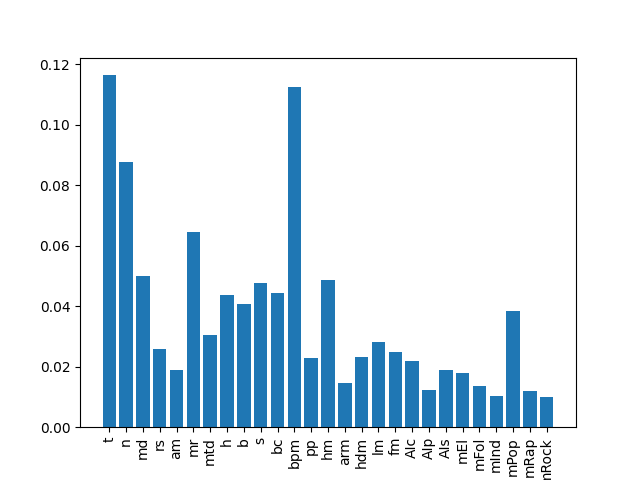 0.12
0.10
0.08
0.06
0.04
0.02
0.00
t
n
md
rs
am
mr
mtd
h
b
s
bc
bpm
pp
hm
arm
hdm
lm
fm
Alc
Alp
Als
mEl
mFol
mInd
mPop
mRap
mRock